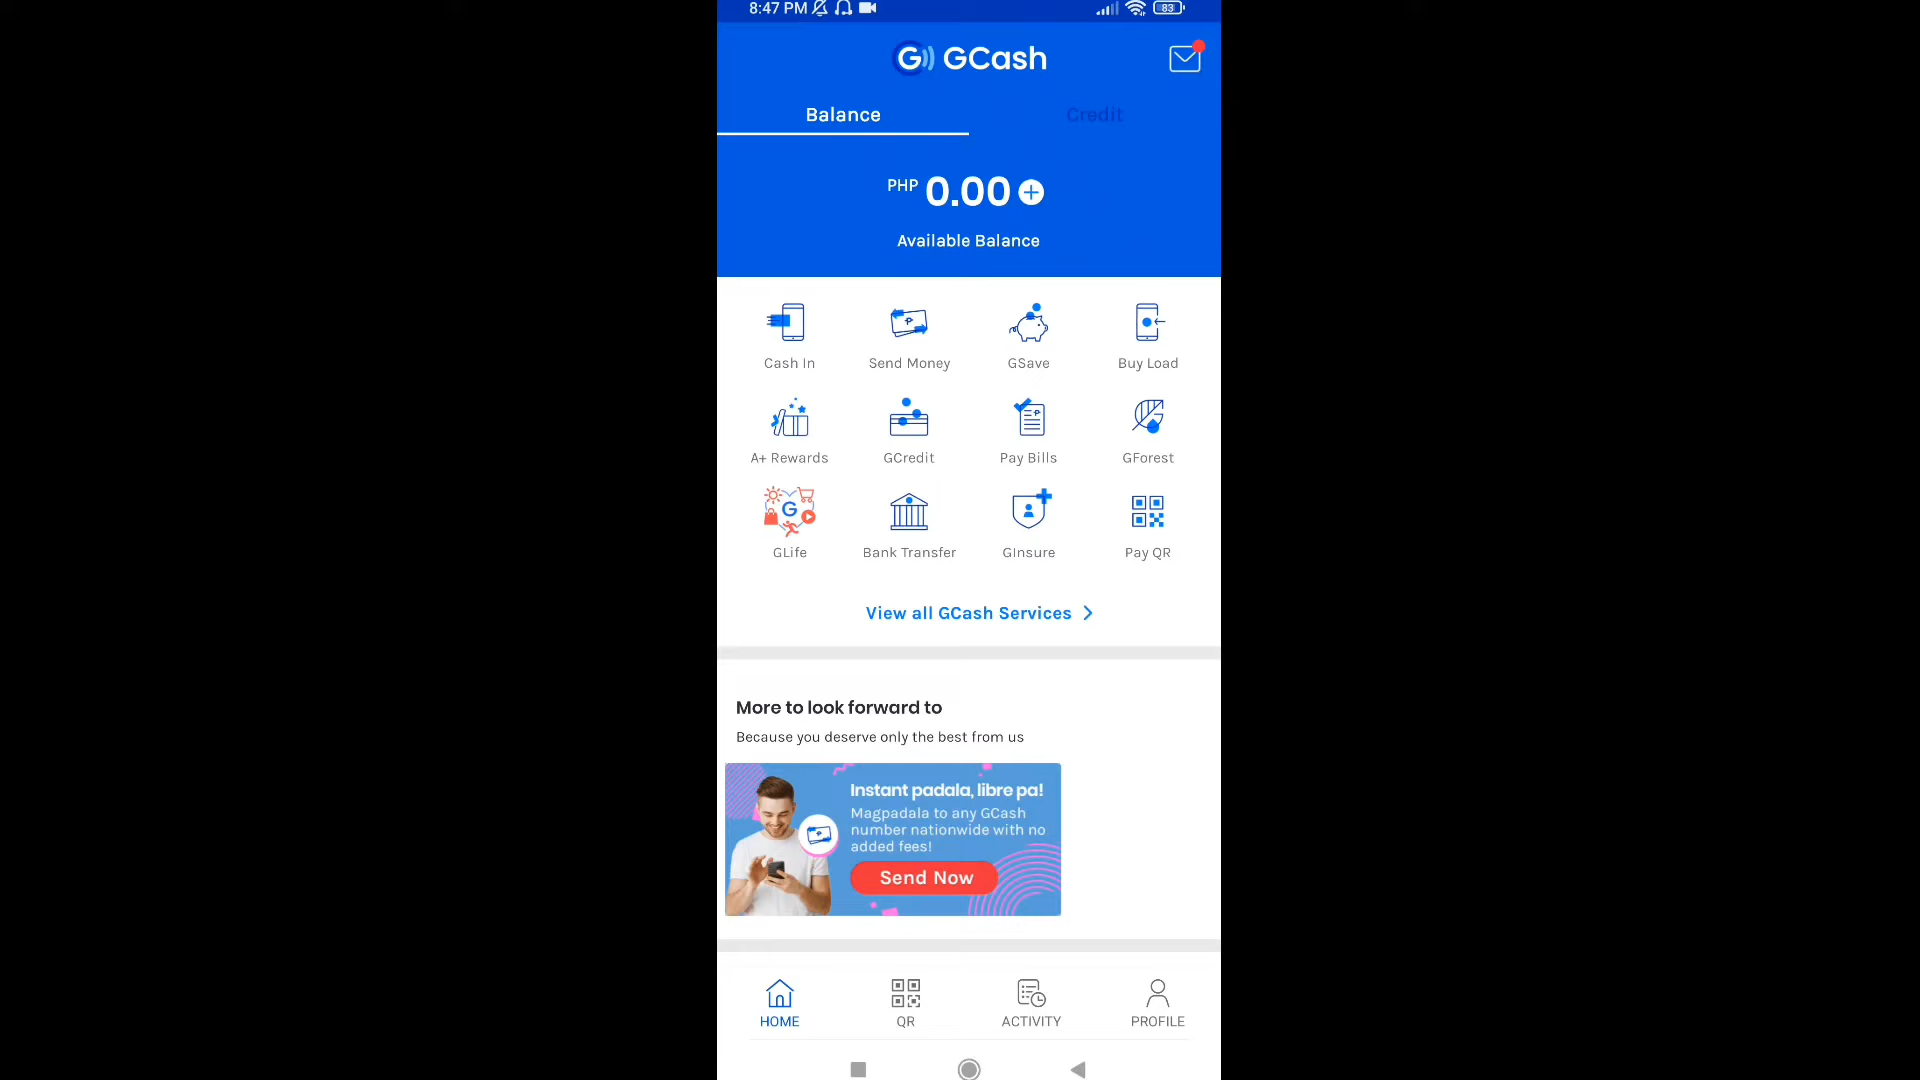 8:47 PM 83
G GCash
Balance Credit
PHP 0.00
Available Balance
Cash In Send Money GSave Buy Load
A+ Rewards GCredit Pay Bills GForest
G
GLife Bank Transfer GInsure Pay QR
View all GCash Services
More to look forward to
Because you deserve only the best from us
Instant padala, libre pa!
Magpadala to any GCash
number nationwide with no
added fees!
Send Now
HOME QR ACTIVITY PROFILE